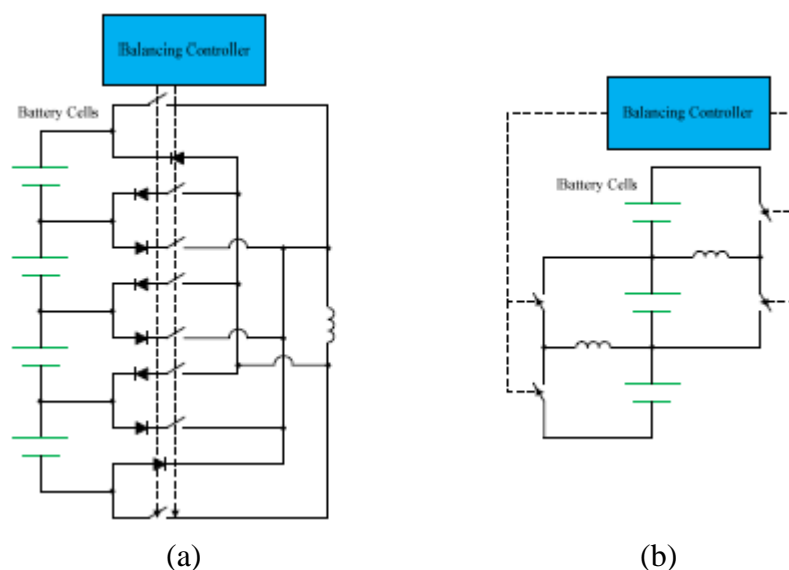 Balancing Controller
Battery Cells
Balancing Controller
Battery Cells
(a)
(b)